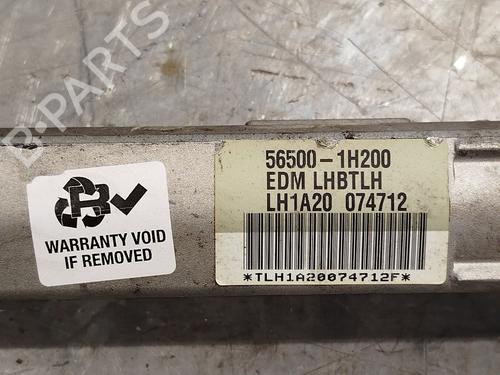 B-PARTS
56500-1H200
EDM LHBTLH
LH1A20 074712
*TLH1A20074712F*
B
WARRANTY VOID
IF REMOVED